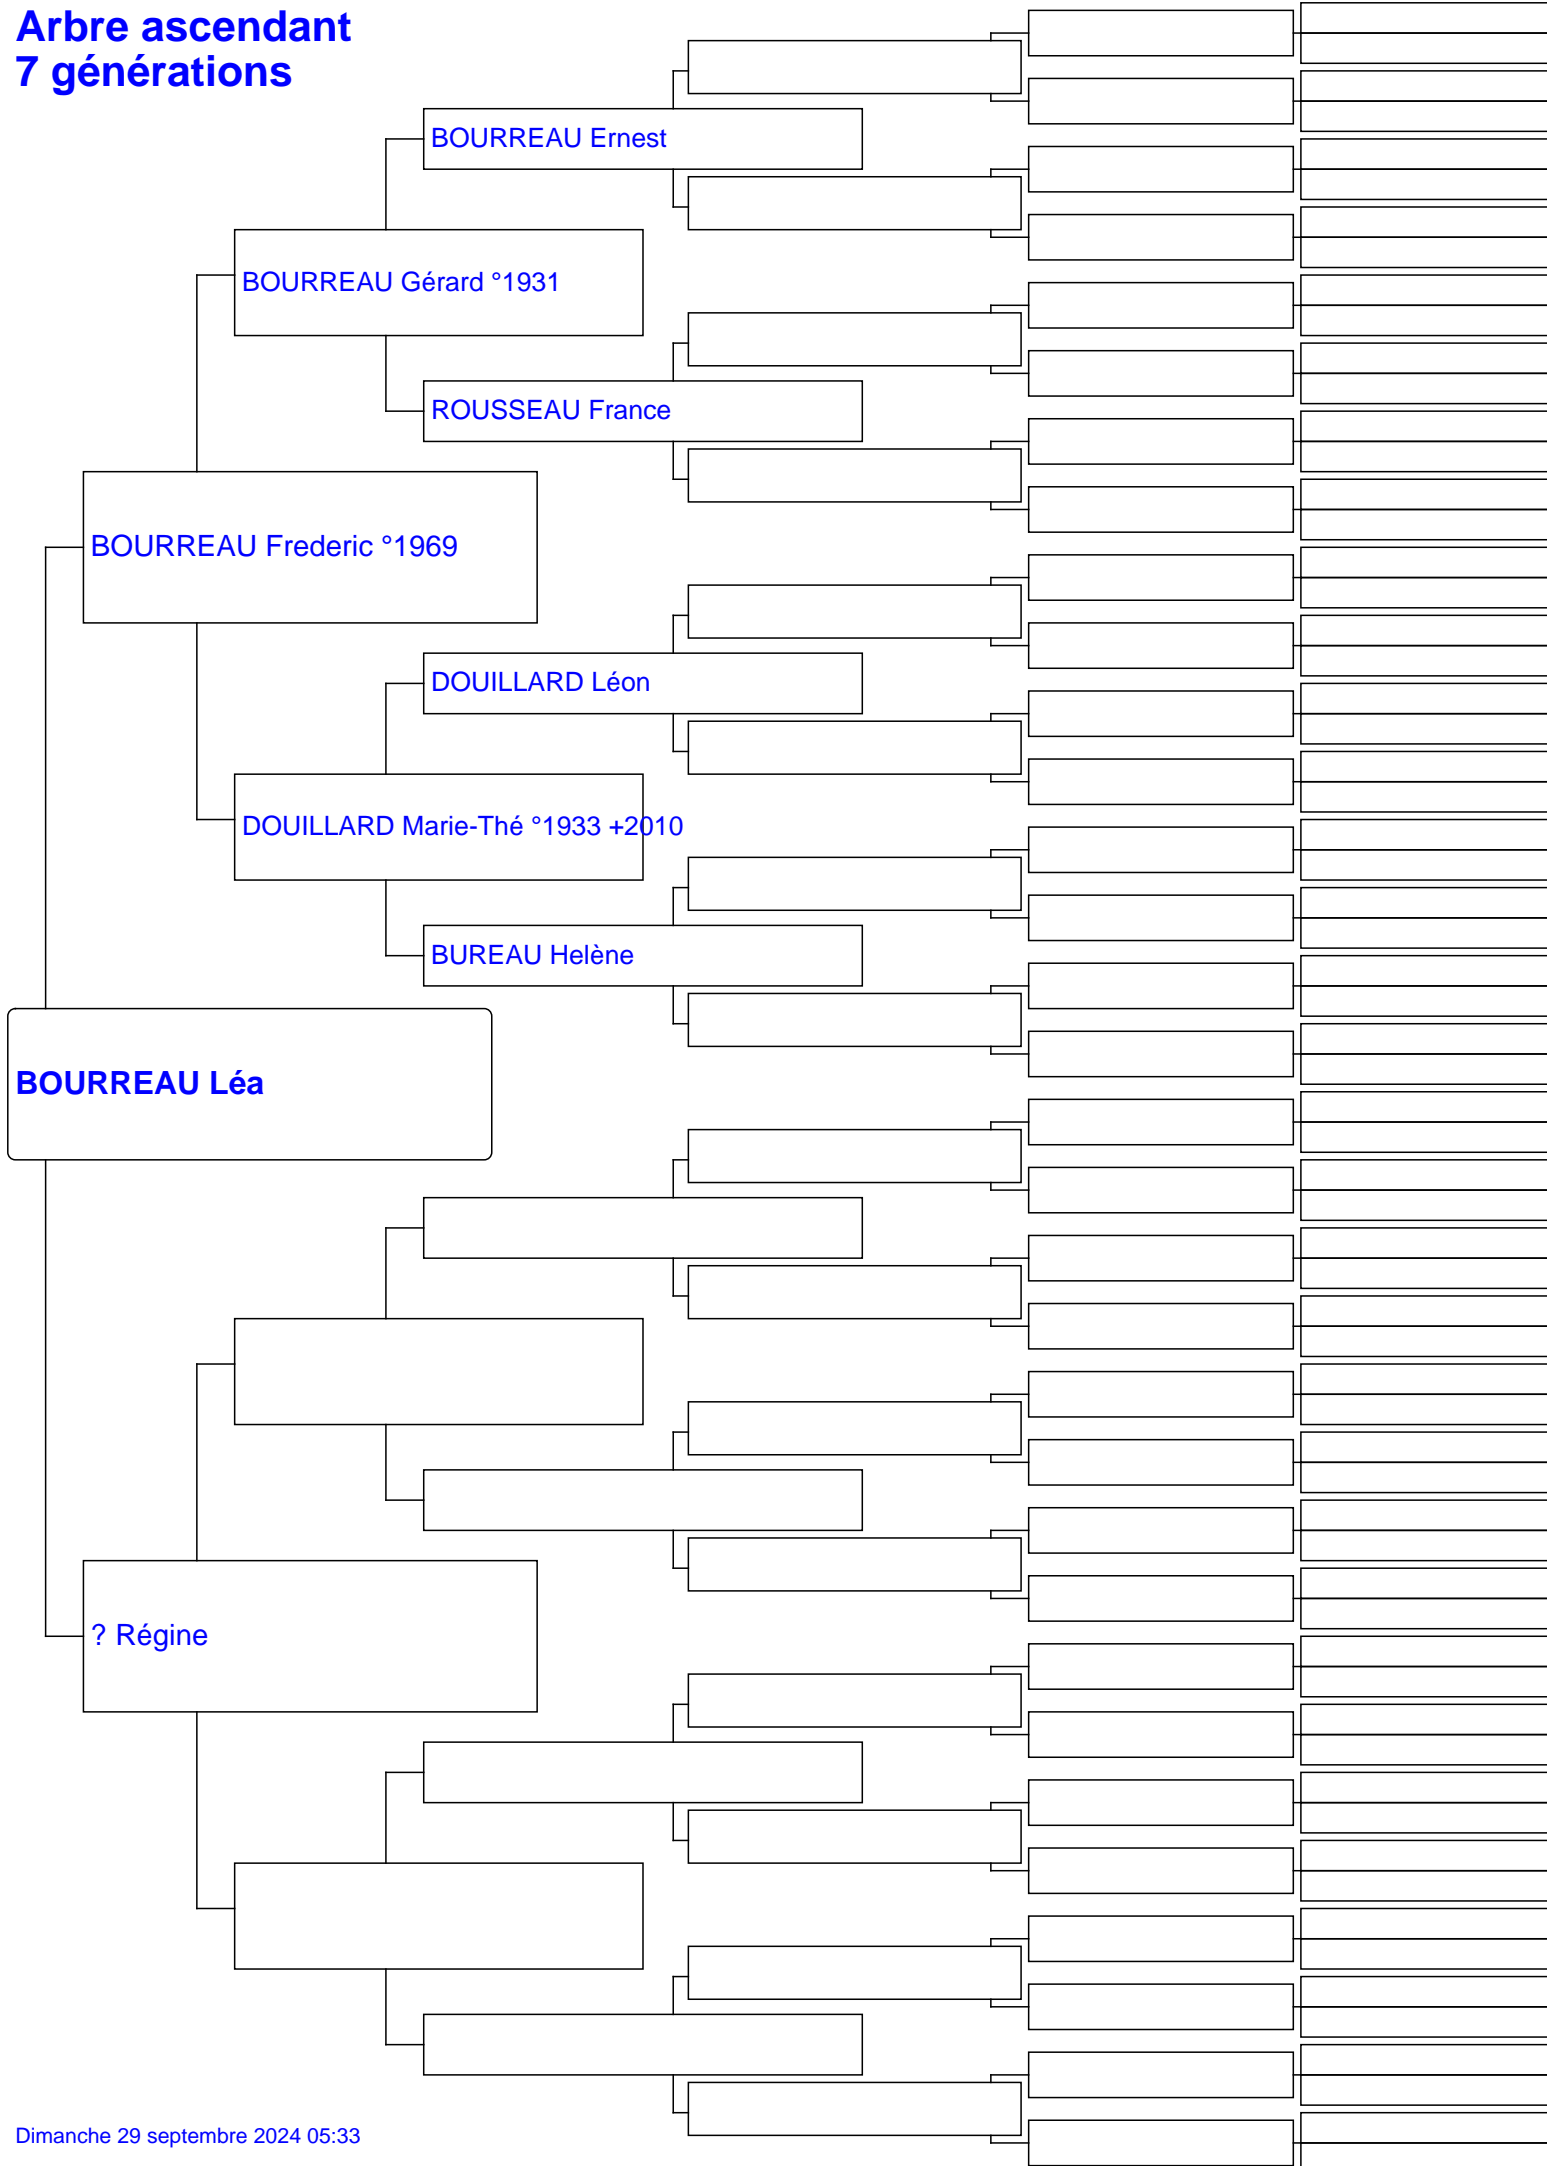 Arbre ascendant
7 générations
BOURREAU Ernest
BOURREAU Gérard °1931
ROUSSEAU France
BOURREAU Frederic °1969
DOUILLARD Léon
DOUILLARD Marie-Thé °1933 +2010
BUREAU Helène
BOURREAU Léa
? Régine
Dimanche 29 septembre 2024 05:33